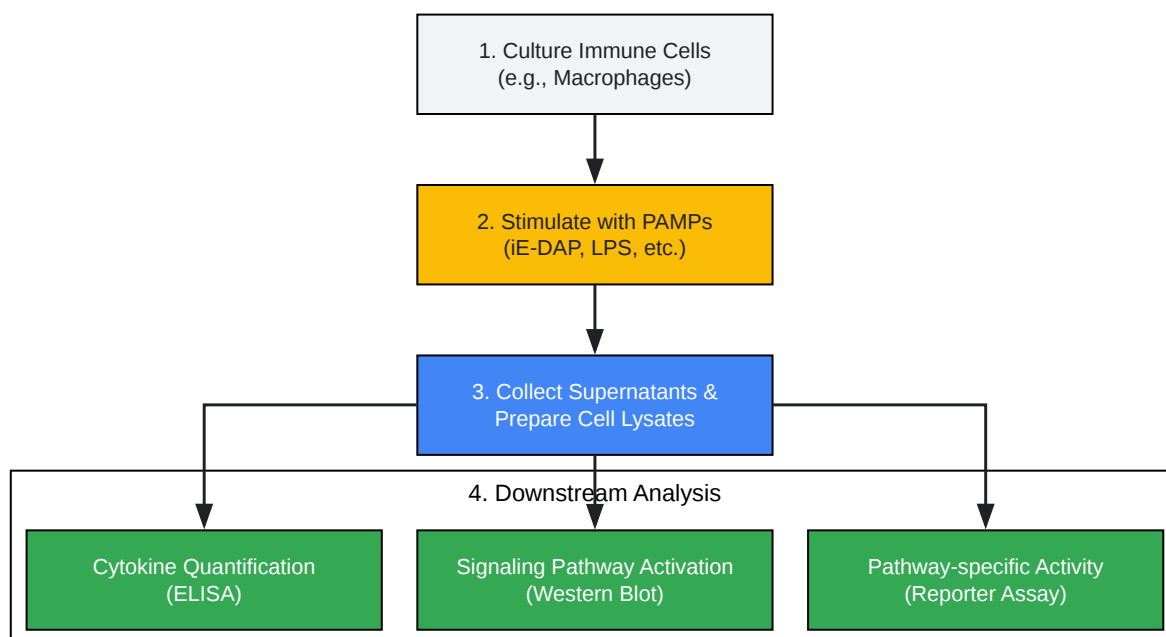 1. Culture Immune Cells
(e.g., Macrophages)
2. Stimulate with PAMPs
(iE-DAP, LPS, etc.)
3. Collect Supernatants &
Prepare Cell Lysates
4. Downstream Analysis
Cytokine Quantification
(ELISA)
Signaling Pathway Activation
(Western Blot)
Pathway-specific Activity
(Reporter Assay)